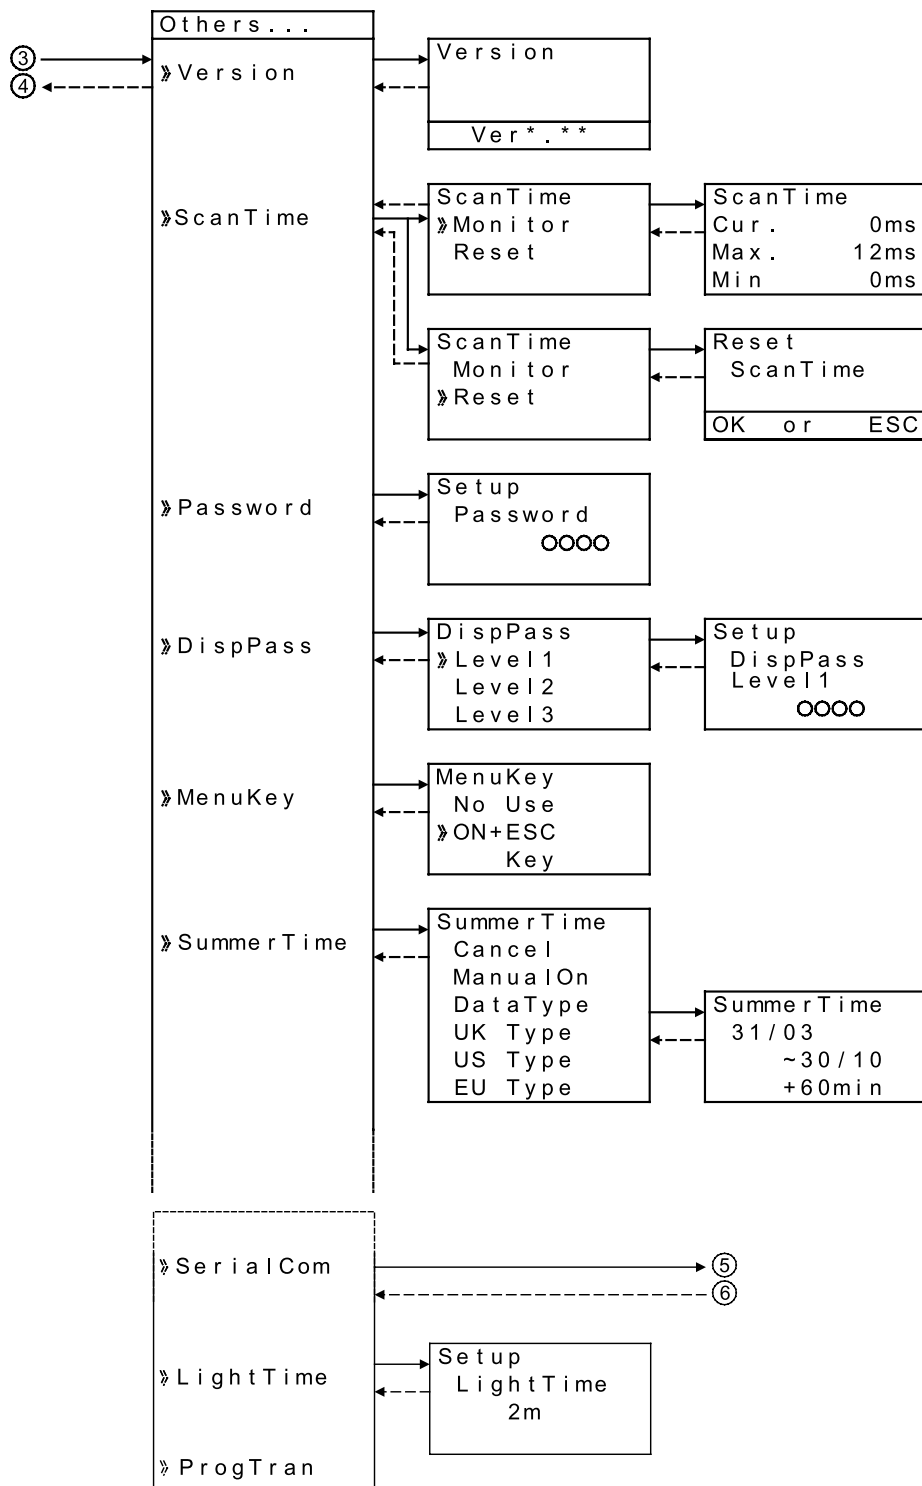 Others...
③
④
»Version
Version
Ver*.**
»ScanTime
ScanTime
»Monitor
Reset
ScanTime
Cur. 0ms
Max. 12ms
Min 0ms
ScanTime
Monitor
»Reset
Reset
ScanTime
OK or ESC
»Password
Setup
Password
○○○○
»DispPass
DispPass
»Level1
Level2
Level3
Setup
DispPass
Level1
○○○○
»MenuKey
MenuKey
No Use
»ON+ESC
Key
»SummerTime
SummerTime
Cancel
ManualOn
DataType
UK Type
US Type
EU Type
SummerTime
31/03
~30/10
+60min
»SerialCom
⑤
⑥
»LightTime
Setup
LightTime
2m
»ProgTran